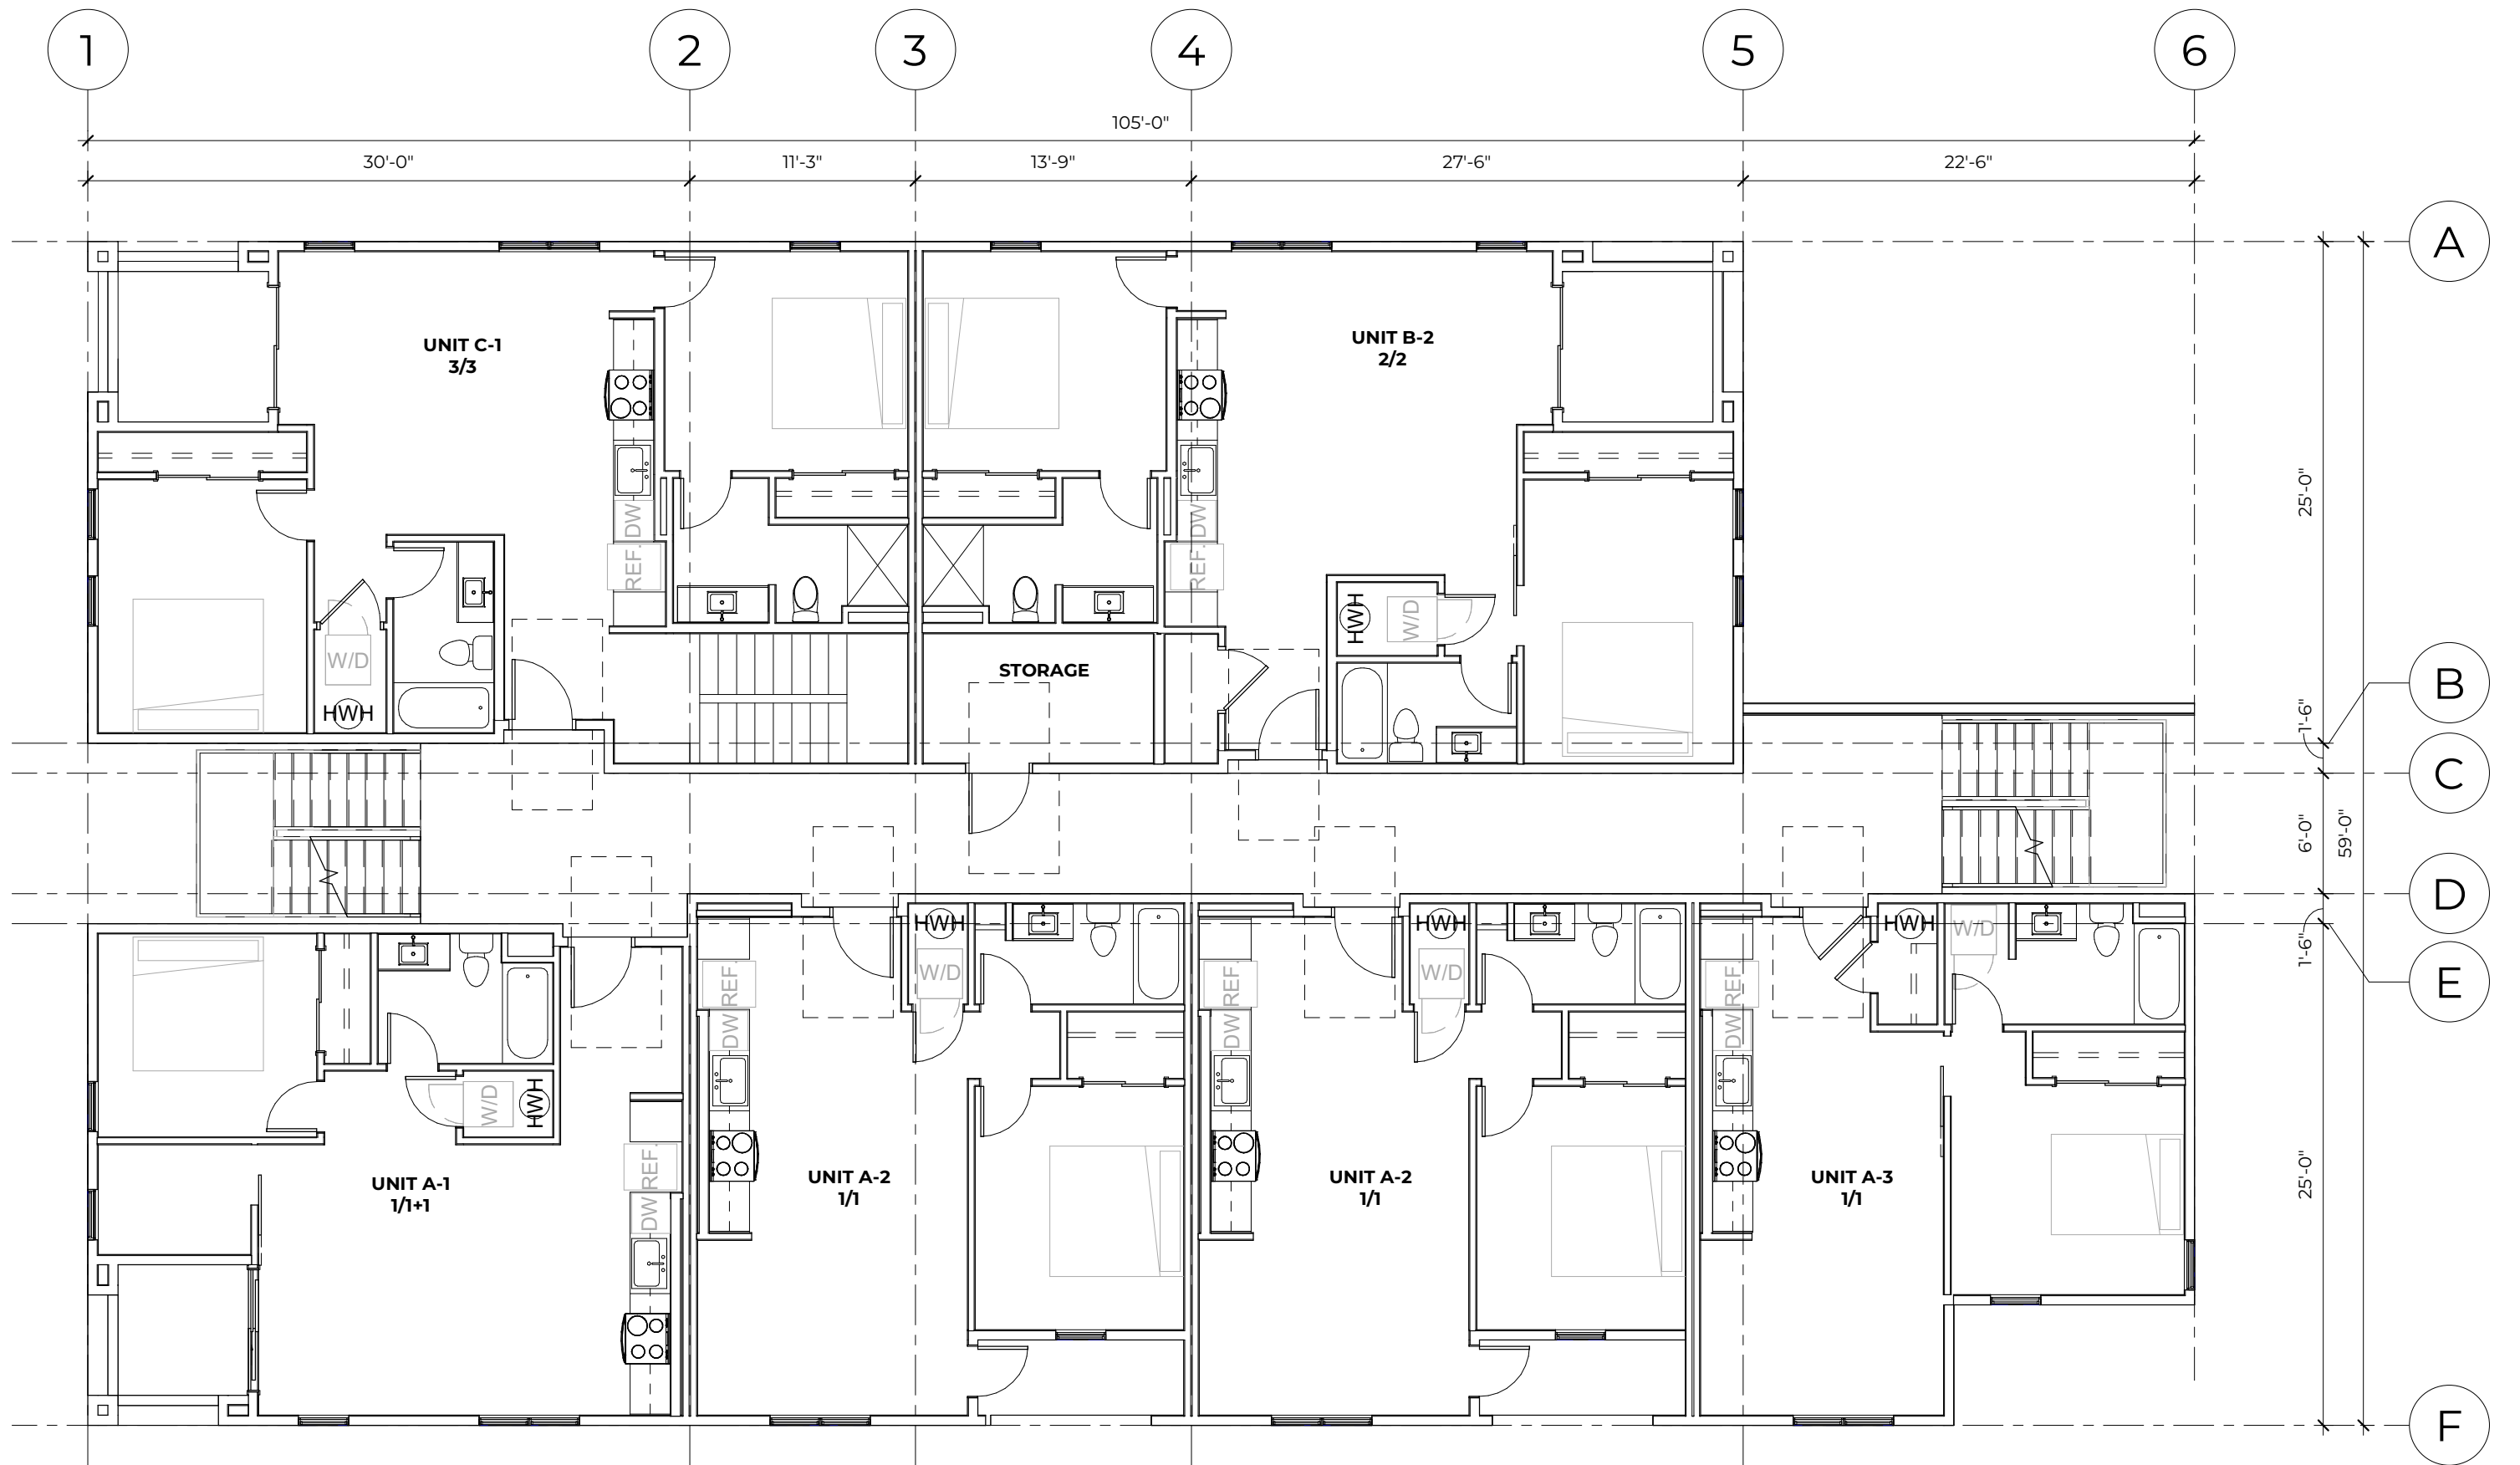 1
2
3
4
5
6
105'-0"
30'-0"
11'-3"
13'-9"
27'-6"
22'-6"
A
UNIT C-1
3/3
UNIT B-2
2/2
25'-0"
DW
REF.
DW
REF.
HWH
W/D
W/D
HWH
STORAGE
B
1'-6"
C
6'-0"
59'-0"
D
HWH
HWH
HWH
W/D
1'-6"
E
REF.
W/D
REF.
W/D
REF.
DW
DW
DW
W/D
HWH
UNIT A-1
1/1+1
REF.
DW
UNIT A-2
1/1
UNIT A-2
1/1
UNIT A-3
1/1
25'-0"
F